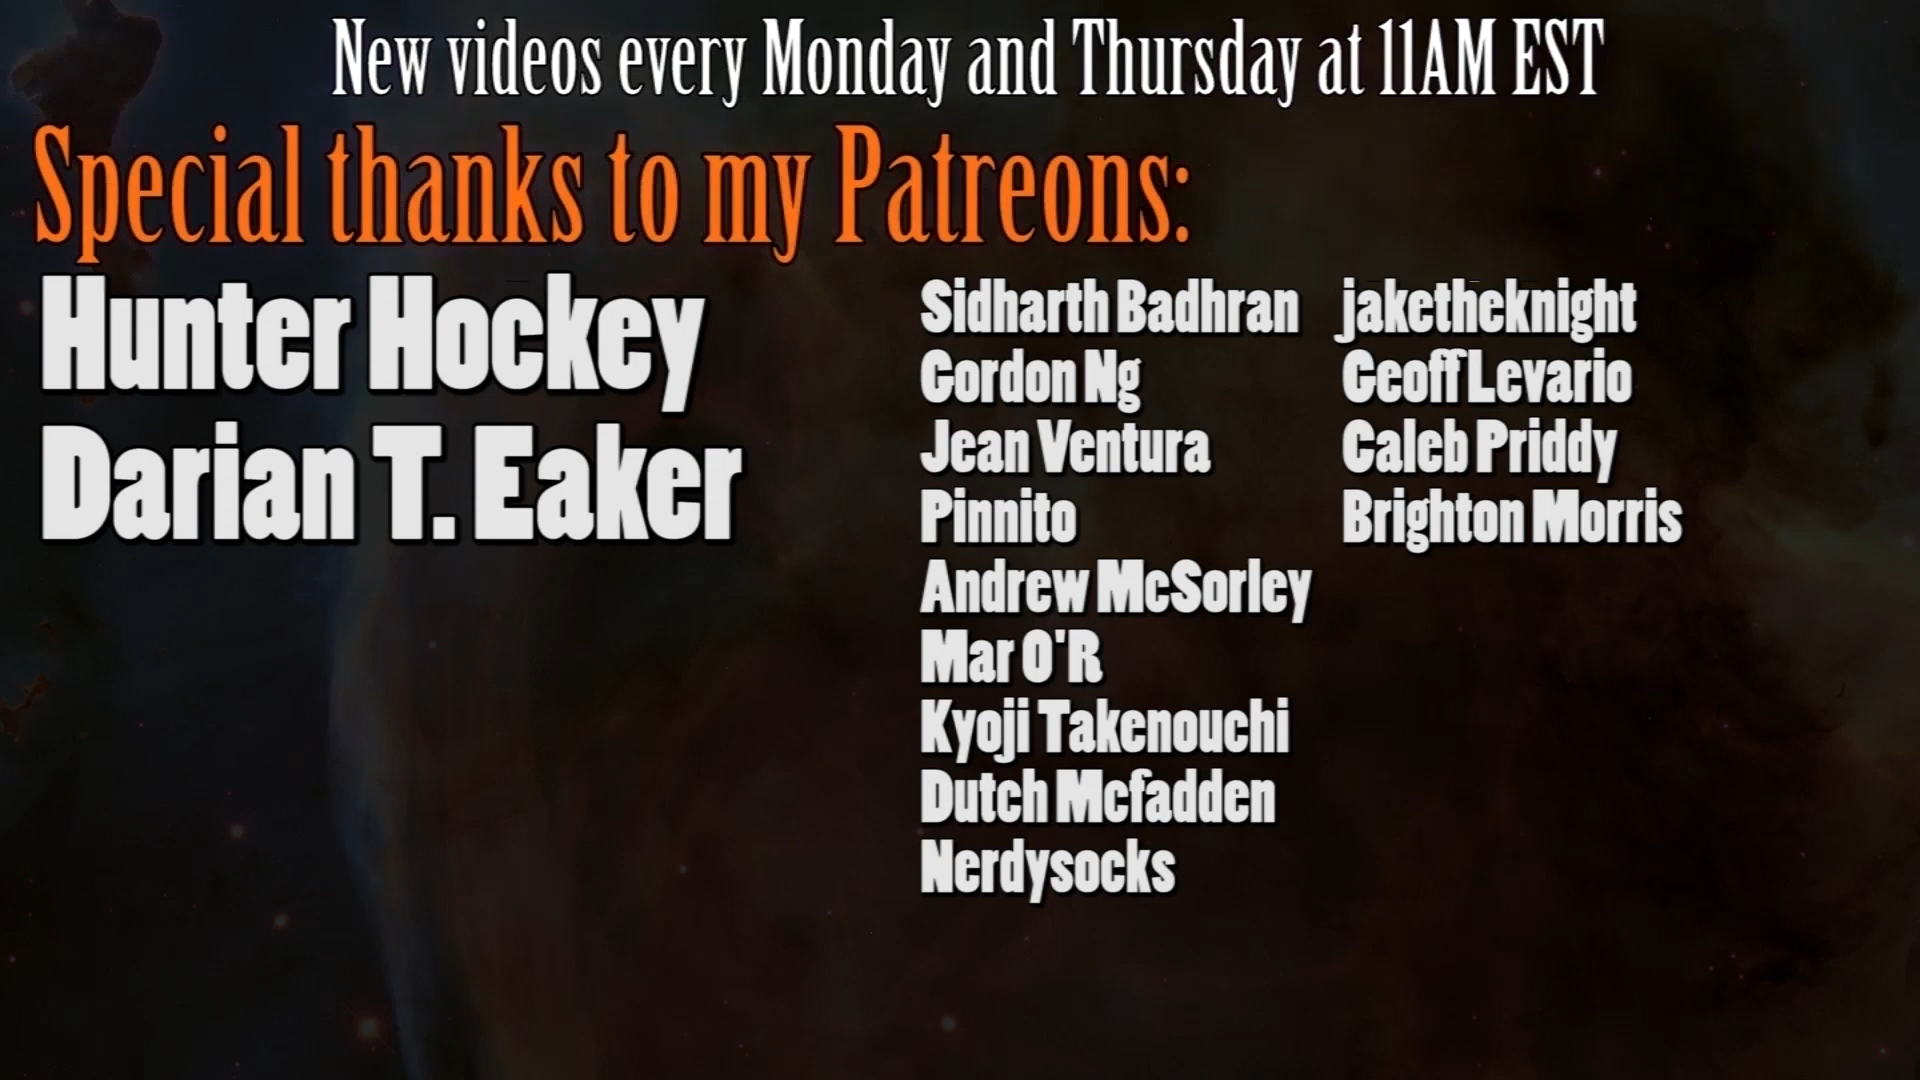 New videos every Monday and Thursday at 11AM EST
Special thanks to my Patreons:
Hunter Hockey
Darian T. Eaker
Sidharth Badhran
Gordon Ng
Jean Ventura
Pinnito
Andrew McSorley
Mar O'R
Kyoji Takenouchi
Dutch Mcfadden
Nerdysocks
jaketheknight
Geoff Levario
Caleb Priddy
Brighton Morris